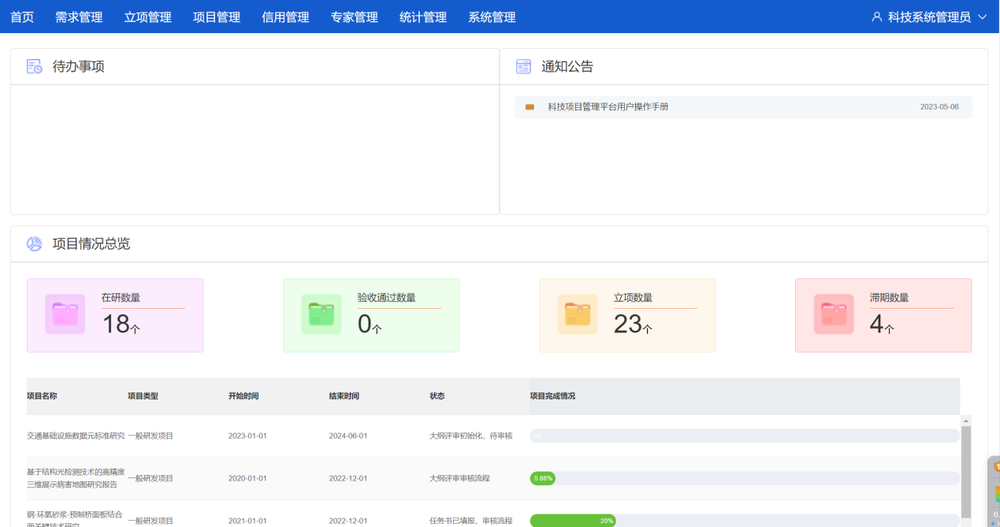 首页 需求管理 立项管理 项目管理 信用管理 专家管理 统计管理 系统管理 科技系统管理员
待办事项 通知公告
科技项目管理平台用户操作手册 2023-05-06
项目情况总览
在研数量 验收通过数量 立项数量 滞期数量
18个 0个 23个 4个
项目名称 项目类型 开始时间 结束时间 状态 项目完成情况
交通基础设施数据元标准研究 一般研发项目 2023-01-01 2024-06-01 大纲评审初始化，待审核 0%
基于结构光检测技术的高精度
三维展示病害地图研究报告 一般研发项目 2020-01-01 2022-12-01 大纲评审审核流程 5.88%
钢-环氧砂浆-预制桥面板结合
面关键技术研究 一般研发项目 2021-01-01 2022-12-01 任务书已填报，审核流程 20%